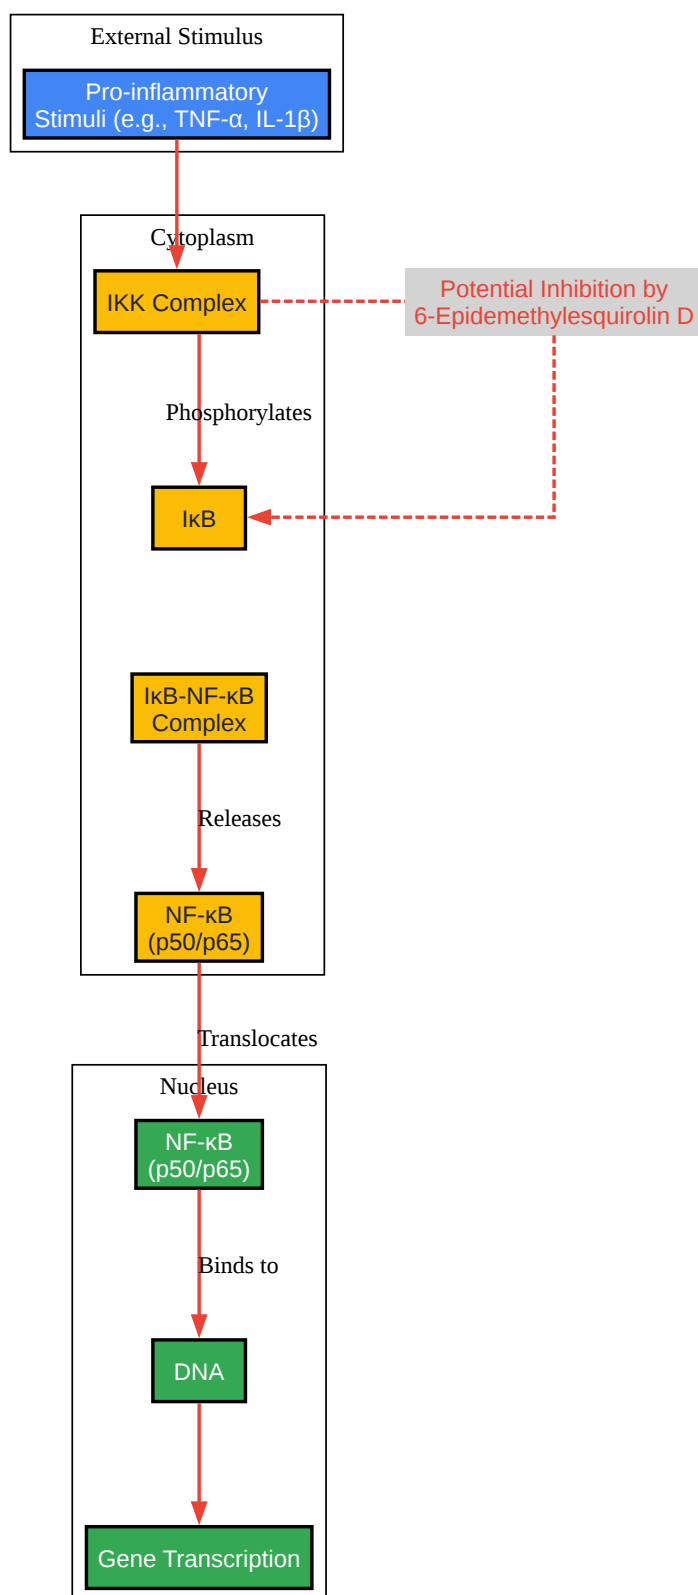 External Stimulus
Pro-inflammatory
Stimuli (e.g., TNF-α, IL-1β)
Cytoplasm
IKK Complex
Potential Inhibition by
6-Epidemethylesquirolin D
Phosphorylates
IκB
IκB-NF-κB
Complex
Releases
NF-κB
(p50/p65)
Translocates
Nucleus
NF-κB
(p50/p65)
Binds to
DNA
Gene Transcription